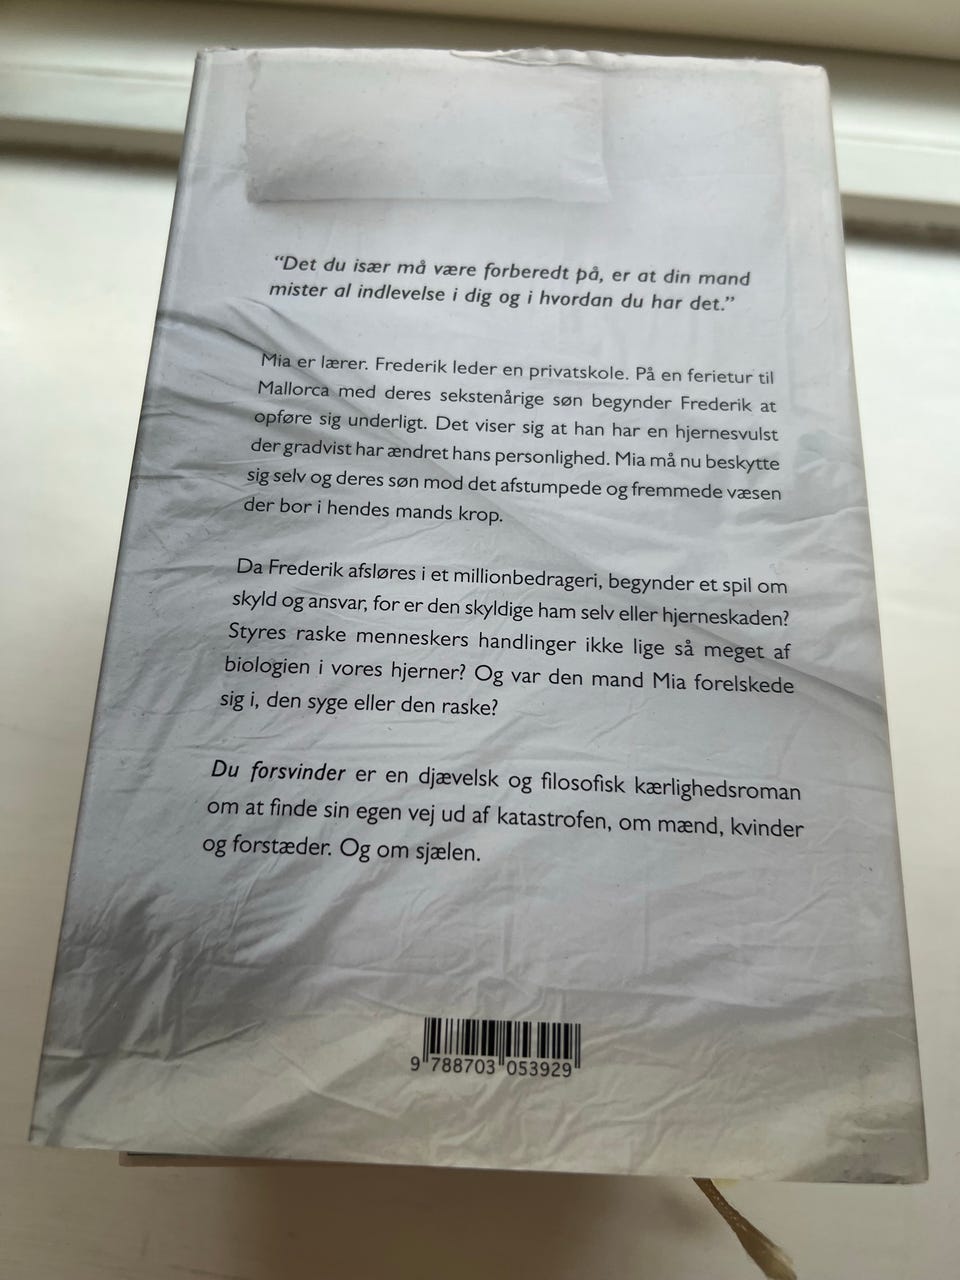 “Det du især må være forberedt på, er at din mand
mister al indlevelse i dig og i hvordan du har det.”
Mia er lærer. Frederik leder en privatskole. På en ferietur til
Mallorca med deres sekstenårige søn begynder Frederik at
opføre sig underligt. Det viser sig at han har en hjernesvulst
der gradvist har ændret hans personlighed. Mia må nu beskytte
sig selv og deres søn mod det afstumpede og fremmede væsen
der bor i hendes mands krop.
Da Frederik afsløres i et millionbedrageri, begynder et spil om
skyld og ansvar, for er den skyldige ham selv eller hjerneskaden?
Styres raske menneskers handlinger ikke lige så meget af
biologien i vores hjerner? Og var den mand Mia forelskede
sig i, den syge eller den raske?
Du forsvinder er en djævelsk og filosofisk kærlighedsroman
om at finde sin egen vej ud af katastrofen, om mænd, kvinder
og forstæder. Og om sjælen.
9 788703 053929